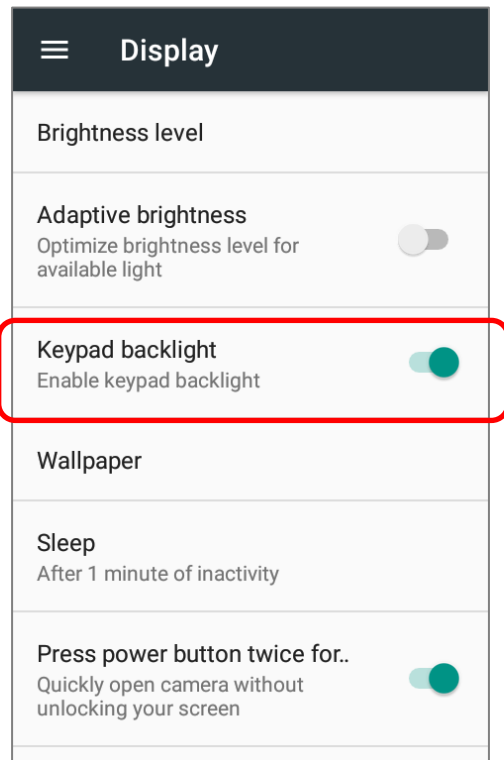 Display
Brightness level
Adaptive brightness
Optimize brightness level for
available light
Keypad backlight
Enable keypad backlight
Wallpaper
Sleep
After 1 minute of inactivity
Press power button twice for..
Quickly open camera without
unlocking your screen